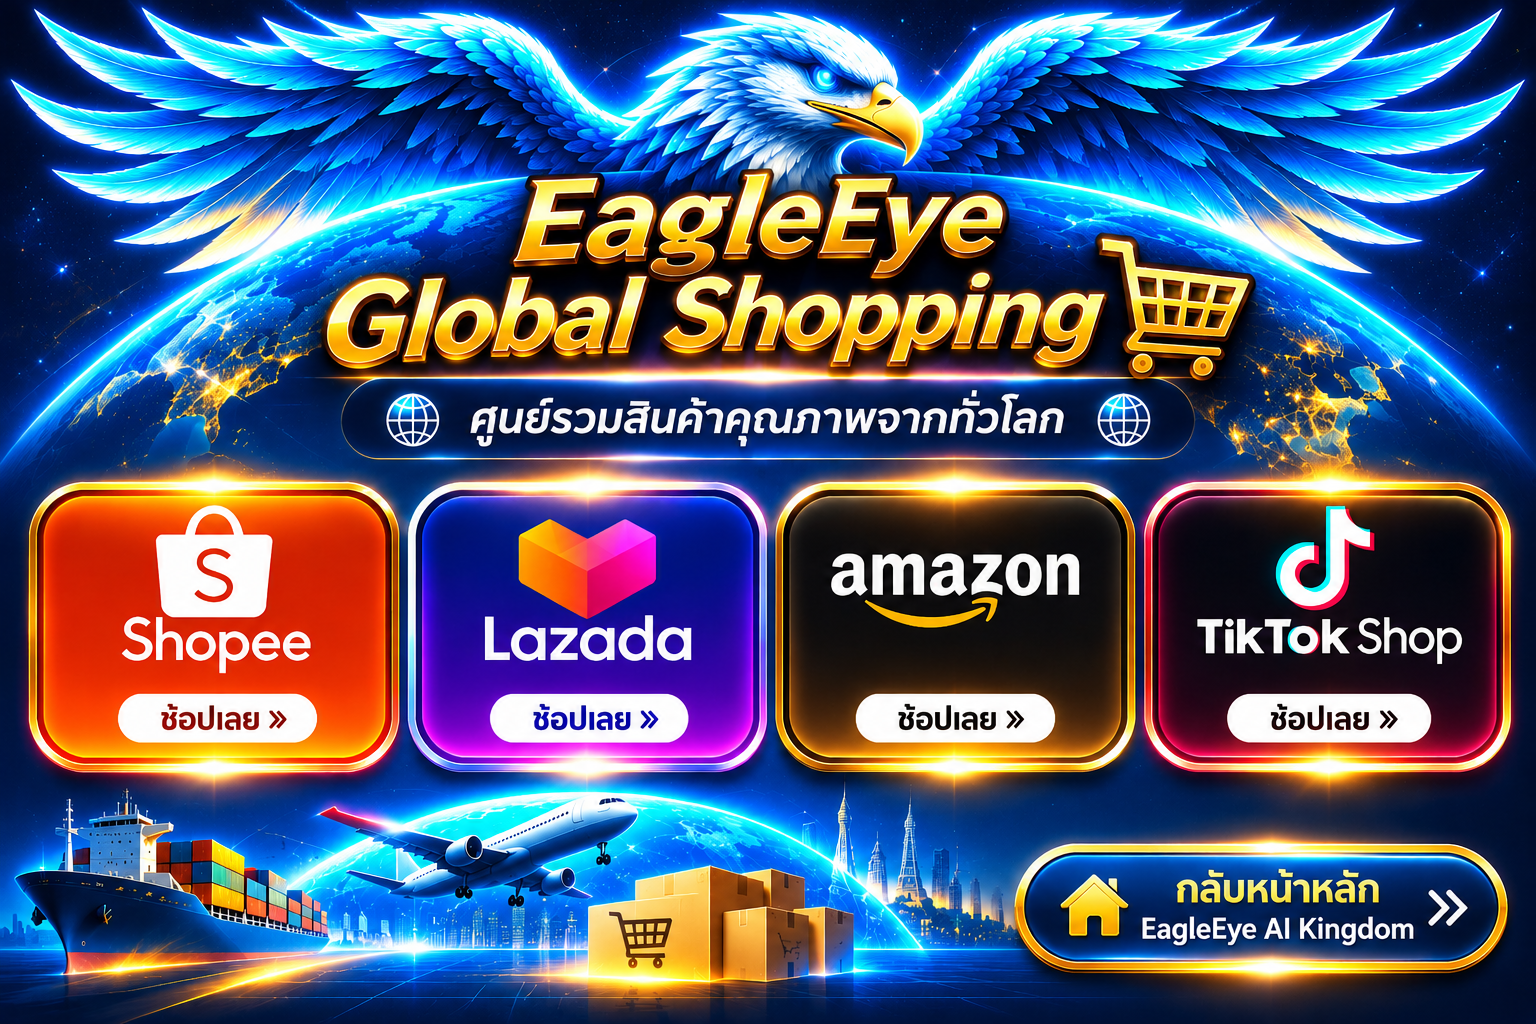 EagleEye
Global Shopping
ศูนย์รวมสินค้าคุณภาพจากทั่วโลก
S
Shopee
ช้อปเลย »
Lazada
ช้อปเลย »
amazon
ช้อปเลย »
TikTok Shop
ช้อปเลย »
กลับหน้าหลัก
EagleEye AI Kingdom